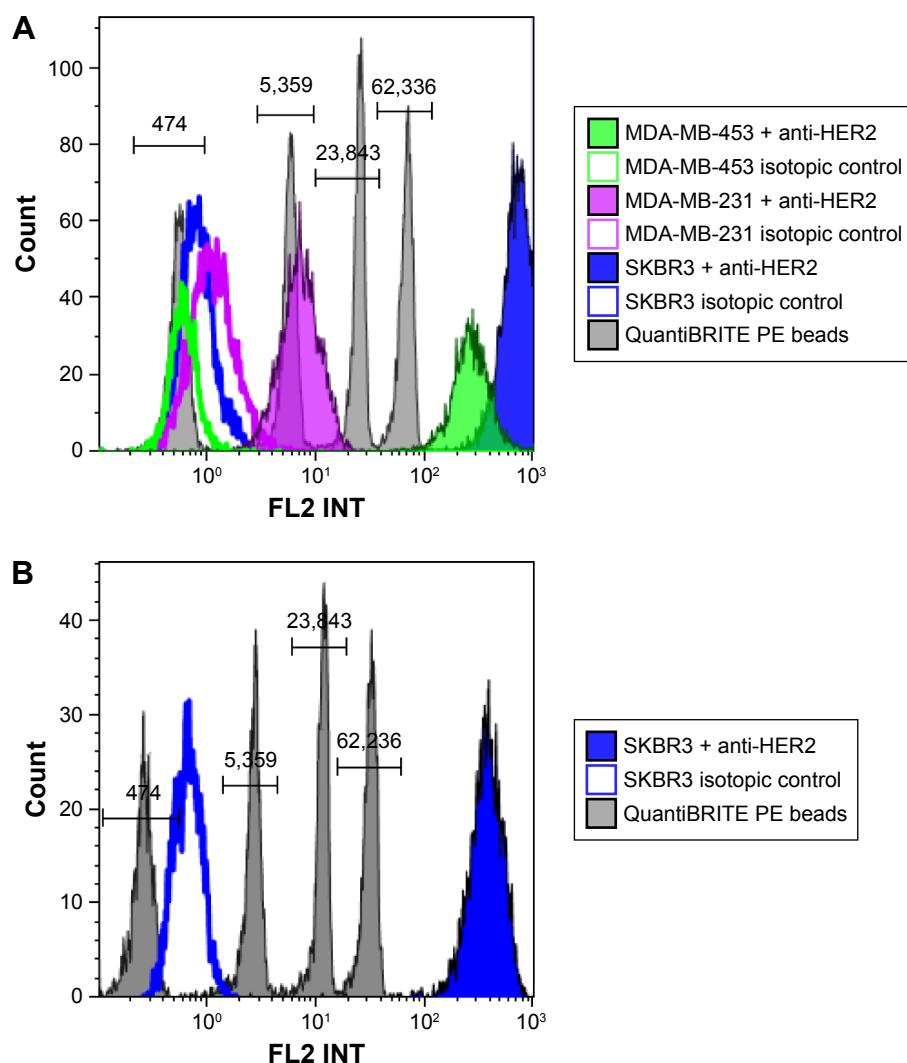 A
Count
100
80
60
40
20
0
474
5,359
23,843
62,336
10⁰
10¹
10²
10³
FL2 INT
MDA-MB-453 + anti-HER2
MDA-MB-453 isotopic control
MDA-MB-231 + anti-HER2
MDA-MB-231 isotopic control
SKBR3 + anti-HER2
SKBR3 isotopic control
QuantiBRITE PE beads
B
Count
40
30
20
10
0
474
5,359
23,843
62,236
10⁰
10¹
10²
10³
FL2 INT
SKBR3 + anti-HER2
SKBR3 isotopic control
QuantiBRITE PE beads